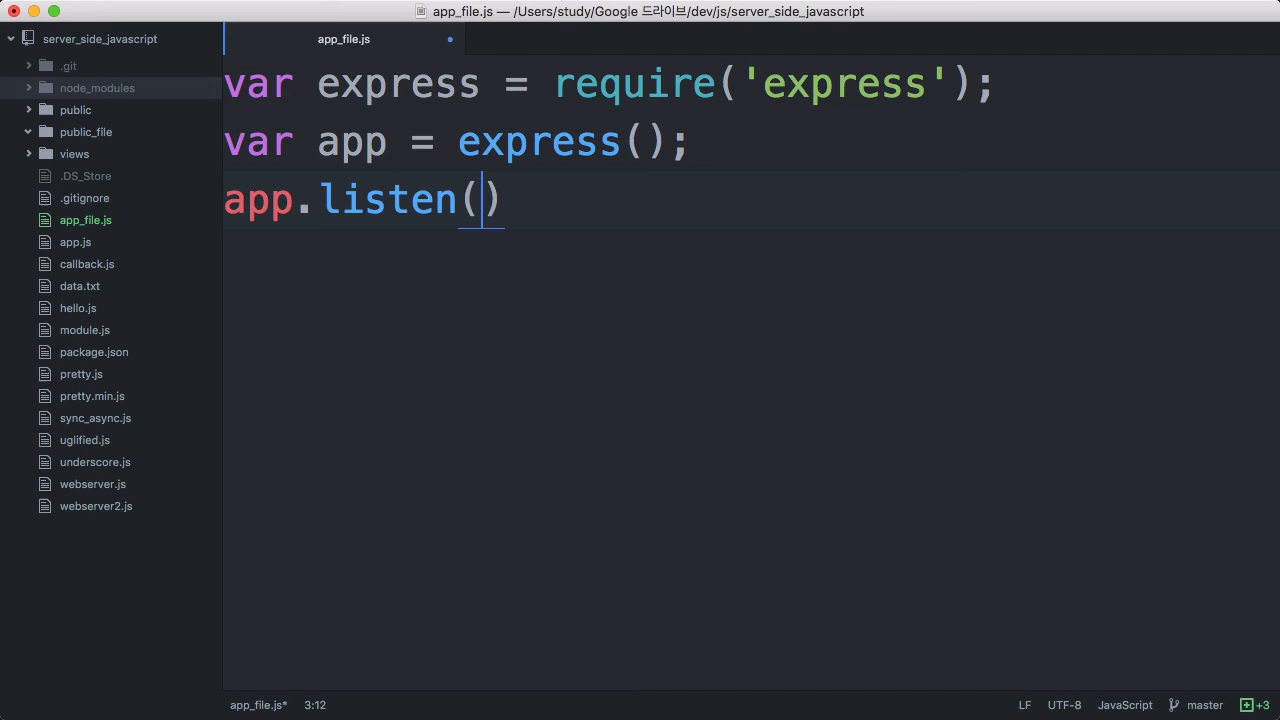 app_file.js — /Users/study/Google 드라이브/dev/js/server_side_javascript
server_side_javascript
.git
node_modules
public
public_file
views
.DS_Store
.gitignore
app_file.js
app.js
callback.js
data.txt
hello.js
module.js
package.json
pretty.js
pretty.min.js
sync_async.js
uglified.js
underscore.js
webserver.js
webserver2.js
app_file.js
var express = require('express');
var app = express();
app.listen()
app_file.js* 3:12 LF UTF-8 JavaScript master +3